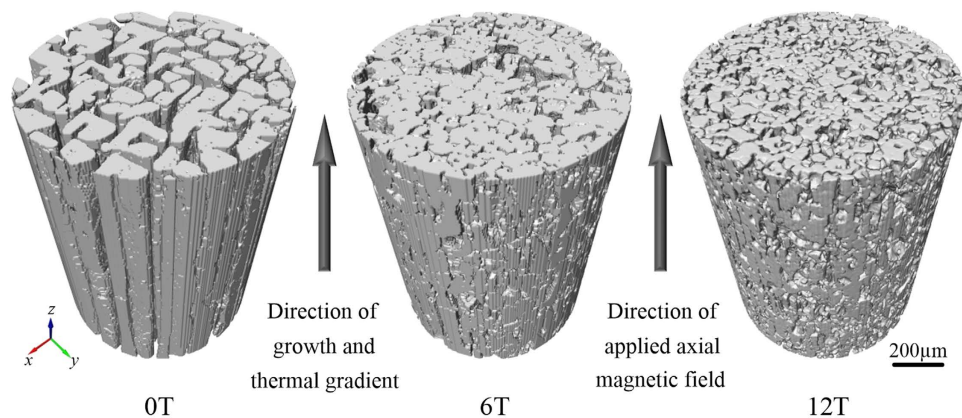 z
x
y
Direction of
growth and
thermal gradient
Direction of
applied axial
magnetic field
200μm
0T
6T
12T